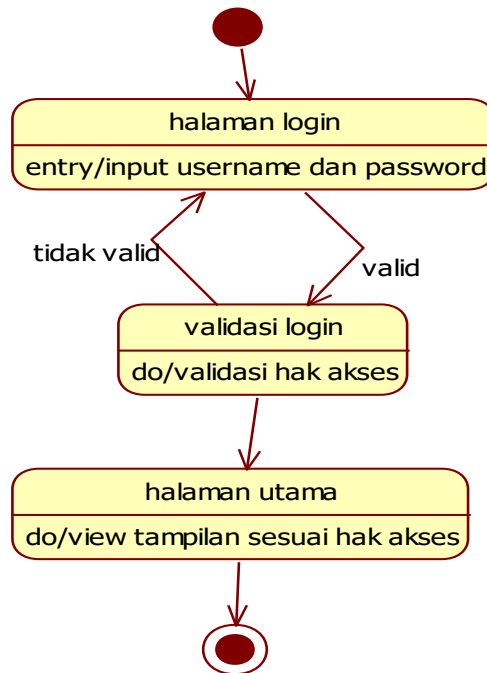 halaman login
entry/input username dan password
tidak valid
valid
validasi login
do/validasi hak akses
halaman utama
do/view tampilan sesuai hak akses